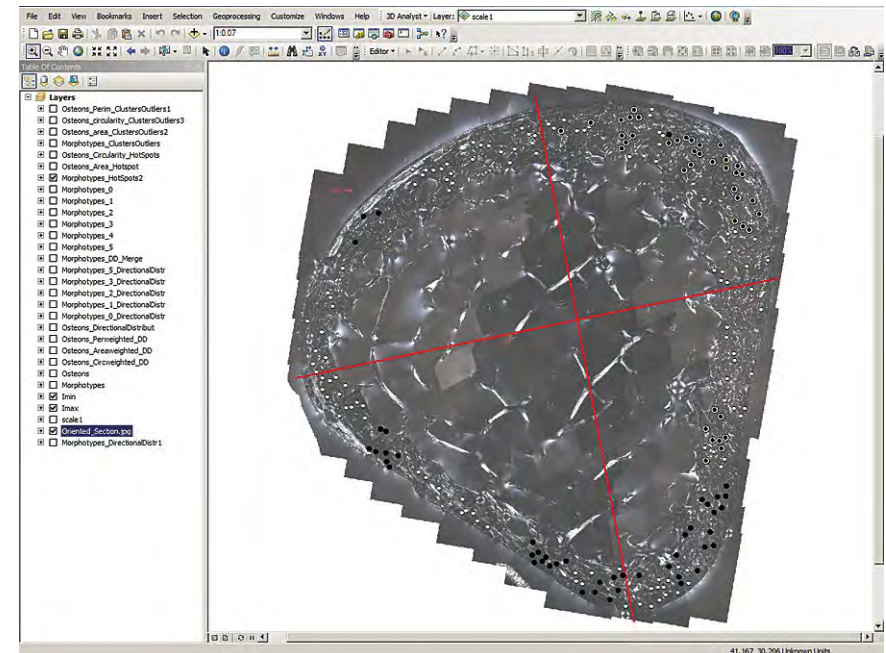 File Edit View Bookmarks Insert Selection Geoprocessing Customize Windows Help 3D Analyst Layer: scale1
1:0.07
Editor 100%
Table Of Contents
Layers
Osteons_Perim_ClustersOutliers1
Osteons_circularity_ClustersOutliers3
Osteons_area_ClustersOutliers2
Morphotypes_ClustersOutliers
Osteons_Circularity_HotSpots
Osteons_Area_Hotspot
Morphotypes_HotSpots2
Morphotypes_0
Morphotypes_1
Morphotypes_2
Morphotypes_3
Morphotypes_4
Morphotypes_5
Morphotypes_DD_Merge
Morphotypes_5_DirectionalDistr
Morphotypes_3_DirectionalDistr
Morphotypes_2_DirectionalDistr
Morphotypes_1_DirectionalDistr
Morphotypes_0_DirectionalDistr
Osteons_DirectionalDistribut
Osteons_Perweighted_DD
Osteons_Areaweighted_DD
Osteons_Circweighted_DD
Osteons
Morphotypes
Imin
Imax
scale1
Oriented_Section.jpg
Morphotypes_DirectionalDistr1
41.167 30.206 Unknown Units